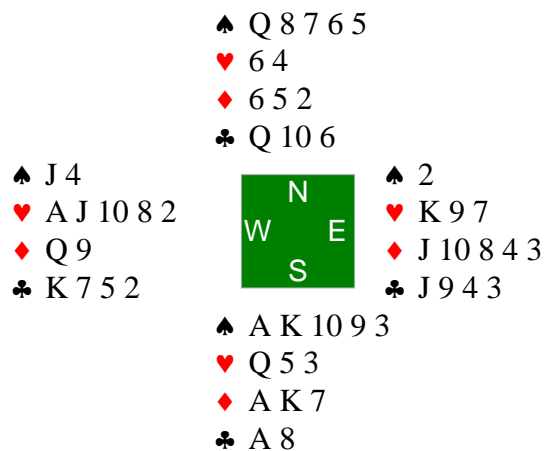 ♠ Q 8 7 6 5
♥ 6 4
♦ 6 5 2
♣ Q 10 6
♠ J 4
♥ A J 10 8 2
♦ Q 9
♣ K 7 5 2
N
W E
S
♠ 2
♥ K 9 7
♦ J 10 8 4 3
♣ J 9 4 3
♠ A K 10 9 3
♥ Q 5 3
♦ A K 7
♣ A 8